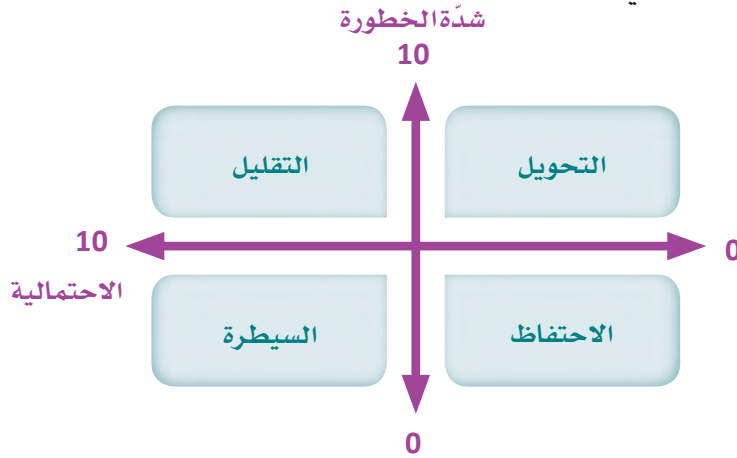 شدّة الخطورة
10
التحويل
التقليل
0
10
الاحتمالية
الاحتفاظ
السيطرة
0